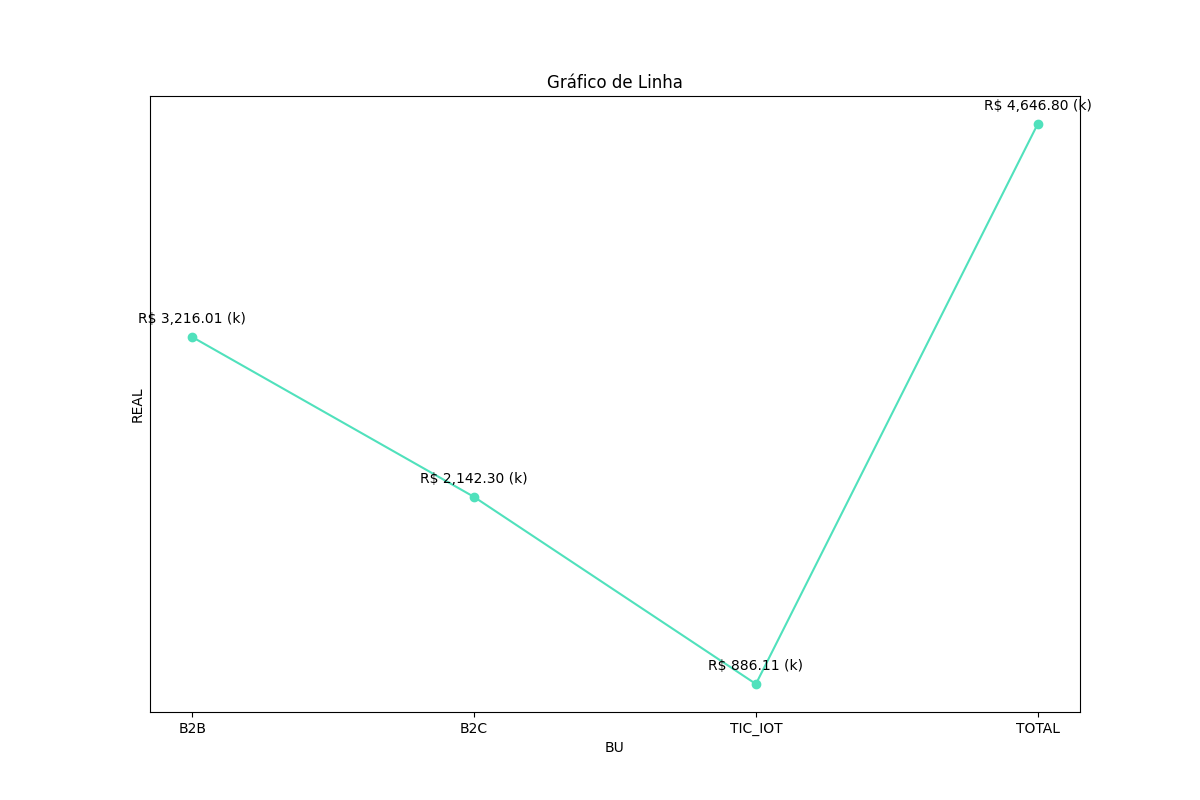 Gráfico de Linha
R$ 4,646.80 (k)
R$ 3,216.01 (k)
REAL
R$ 2,142.30 (k)
R$ 886.11 (k)
B2B
B2C
TIC_IOT
TOTAL
BU